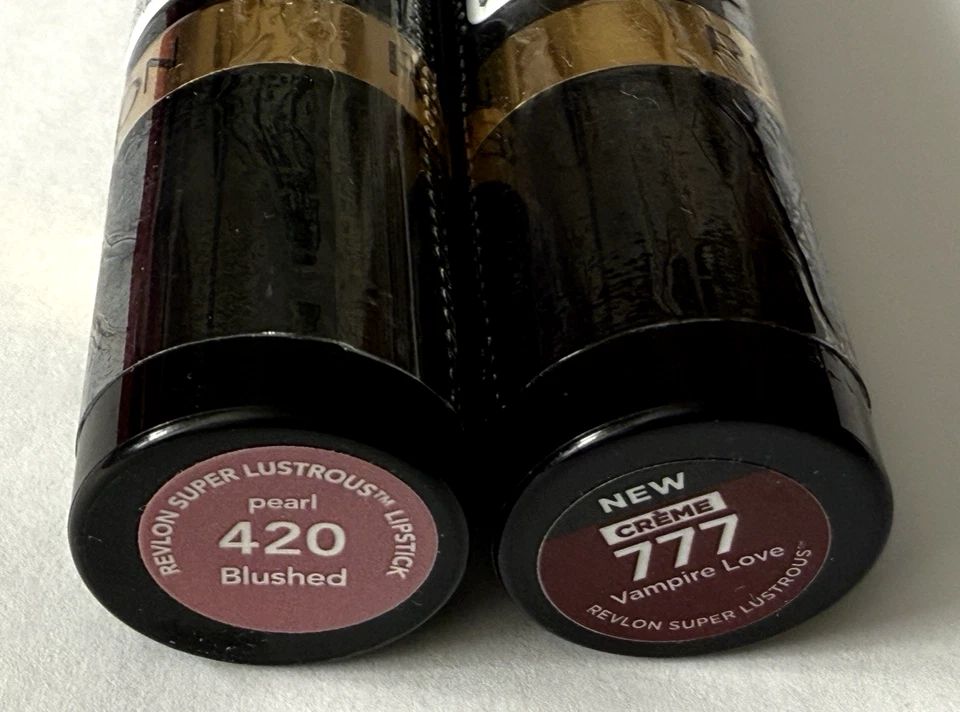 REVLON SUPER LUSTROUS™ LIPSTICK
pearl
420
Blushed
NEW
CRÈME
777
Vampire Love
REVLON SUPER LUSTROUS™